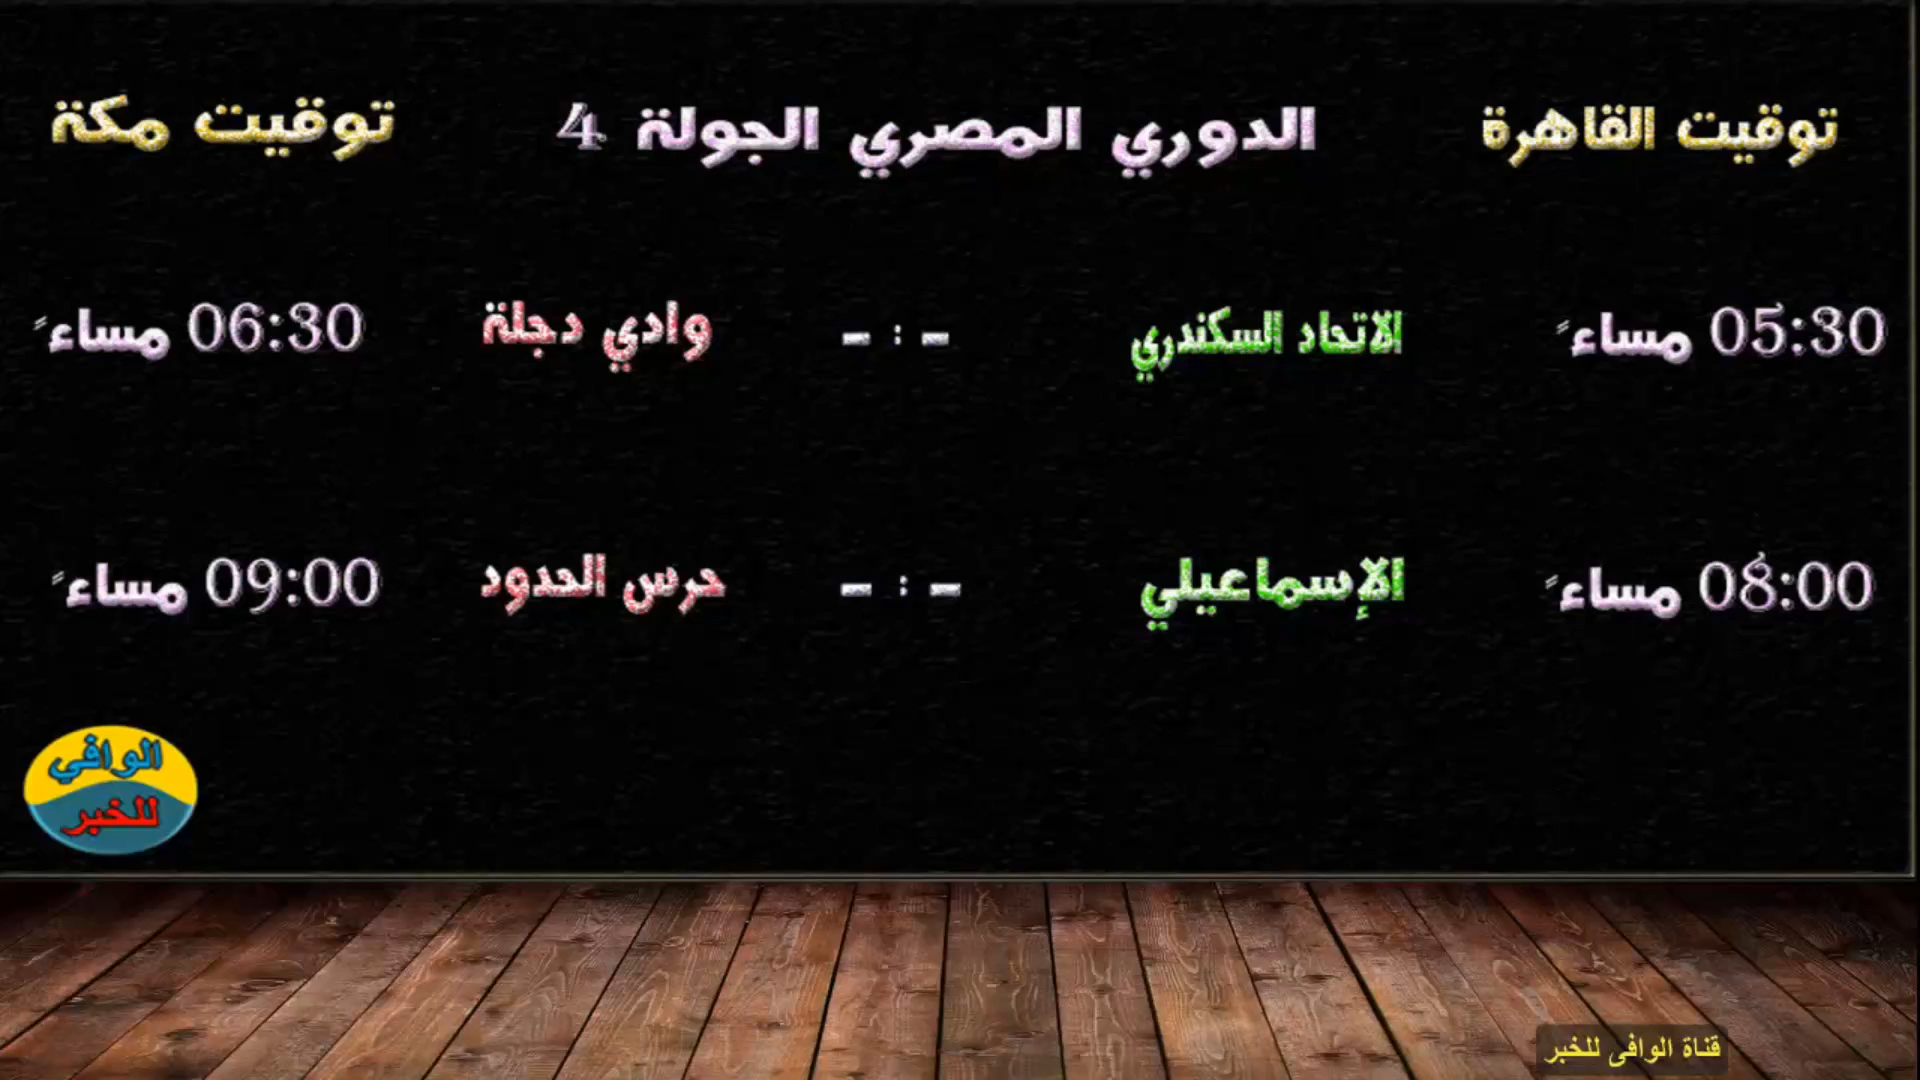 توقيت القاهرة الدوري المصري الجولة 4 توقيت مكة
05:30 مساءً الاتحاد السكندري - : - وادي دجلة 06:30 مساءً
08:00 مساءً الإسماعيلي - : - حرس الحدود 09:00 مساءً
الوافي
للخبر
قناة الوافى للخبر